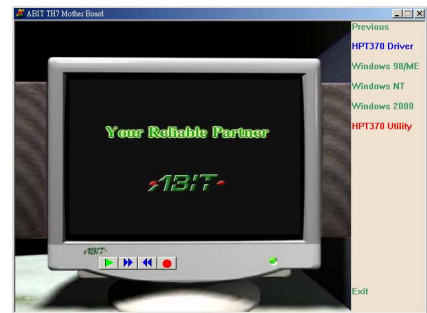 ABIT TH7 Mother Board
Previous
HPT370 Driver
Windows 98/ME
Windows NT
Windows 2000
HPT370 Utility
Your Reliable Partner
ABIT
ABIT
Exit